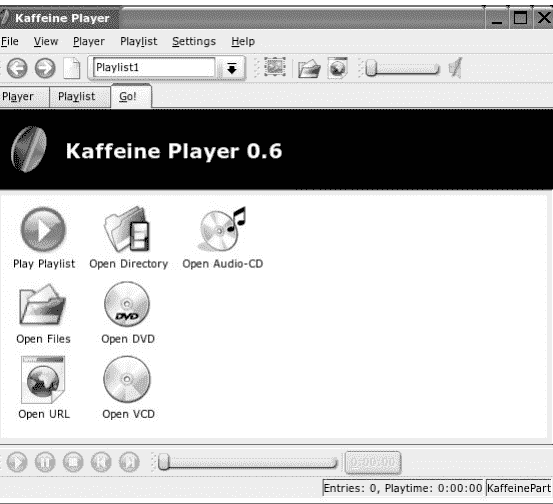 Kaffeine Player
File View Player Playlist Settings Help
Playlist1
Player Playlist Go!
Kaffeine Player 0.6
Play Playlist Open Directory Open Audio-CD
DVD
Open Files Open DVD
Open URL Open VCD
0:00:00
Entries: 0, Playtime: 0:00:00 KaffeinePart